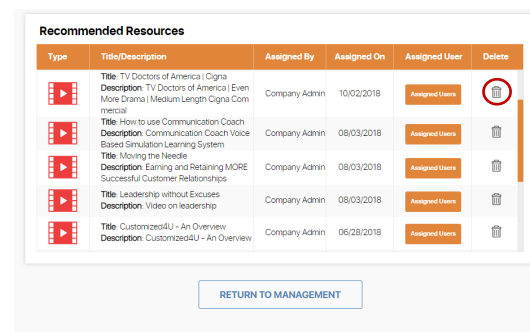 Recommended Resources
Type Title/Description Assigned By Assigned On Assigned User Delete
Title: TV Doctors of America | Cigna
Description: TV Doctors of America | Even
More Drama | Medium Length Cigna Com
mercial
Company Admin 10/02/2018 Assigned Users
Title: How to use Communication Coach
Description: Communication Coach Voice
Based Simulation Learning System
Company Admin 08/03/2018 Assigned Users
Title: Moving the Needle
Description: Earning and Retaining MORE
Successful Customer Relationships
Company Admin 08/03/2018 Assigned Users
Title: Leadership without Excuses
Description: Video on leadership
Company Admin 08/03/2018 Assigned Users
Title: Customized4U - An Overview
Description: Customized4U - An Overview
Company Admin 06/28/2018 Assigned Users
RETURN TO MANAGEMENT